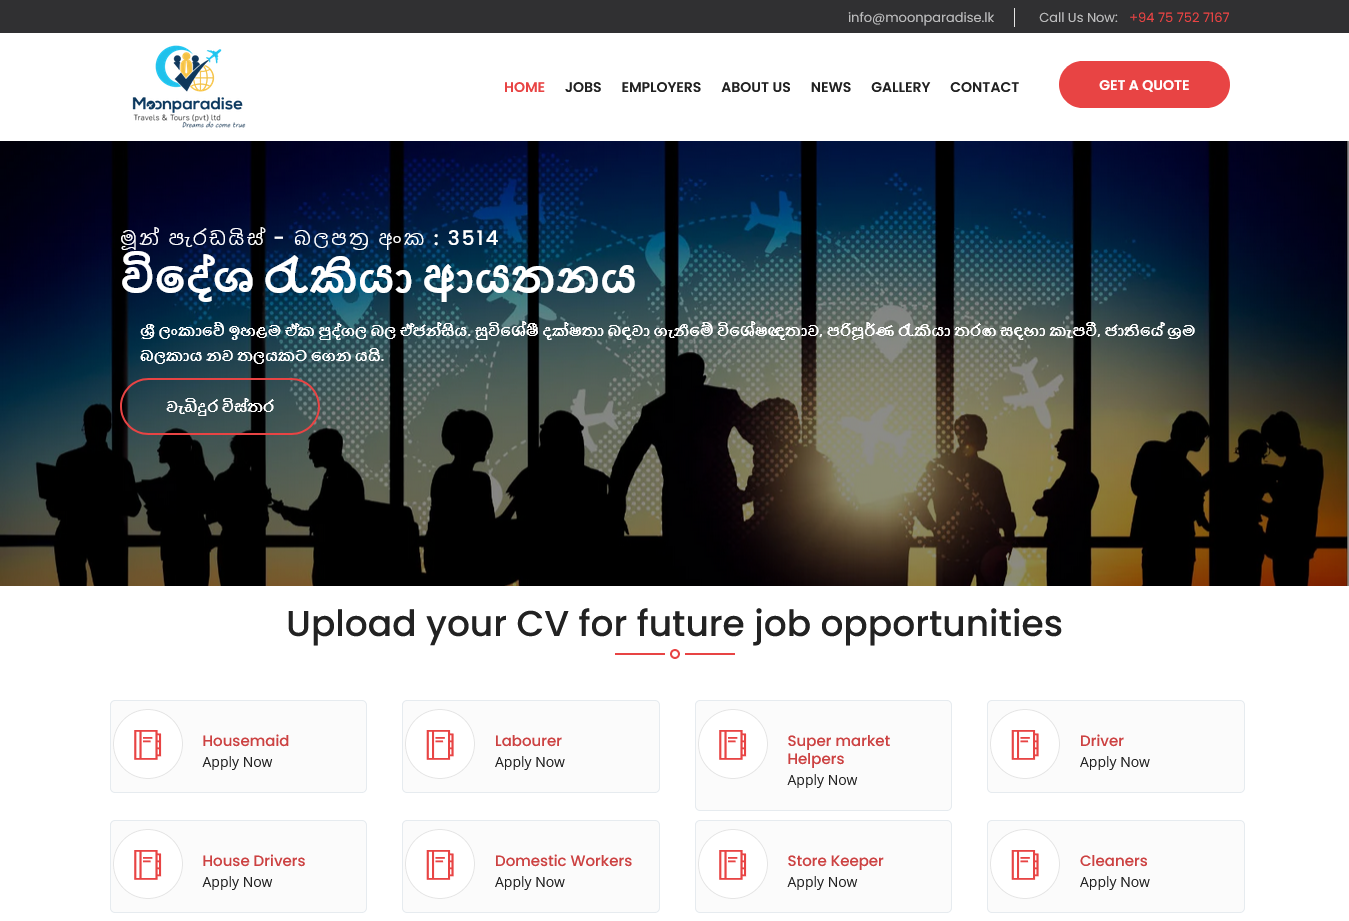 info@moonparadise.lk
Call Us Now: +94 75 752 7167
Moonparadise
Travels & Tours (pvt) ltd
Dreams do come true
HOME JOBS EMPLOYERS ABOUT US NEWS GALLERY CONTACT
GET A QUOTE
මූන් පැරඩයිස් - බලපත්‍ර අංක : 3514
විදේශ රැකියා ආයතනය
ශ්‍රී ලංකාවේ ඉහළම ඒක පුද්ගල බල ඒජන්සිය. සුවිශේෂී දක්ෂතා බඳවා ගැනීමේ විශේෂඥතාව, පරිපූර්ණ රැකියා තරඟ සඳහා කැපවී, ජාතියේ ශ්‍රම
බලකාය නව තලයකට ගෙන යයි.
වැඩිදුර විස්තර
Upload your CV for future job opportunities
Housemaid
Apply Now
Labourer
Apply Now
Super market
Helpers
Apply Now
Driver
Apply Now
House Drivers
Apply Now
Domestic Workers
Apply Now
Store Keeper
Apply Now
Cleaners
Apply Now